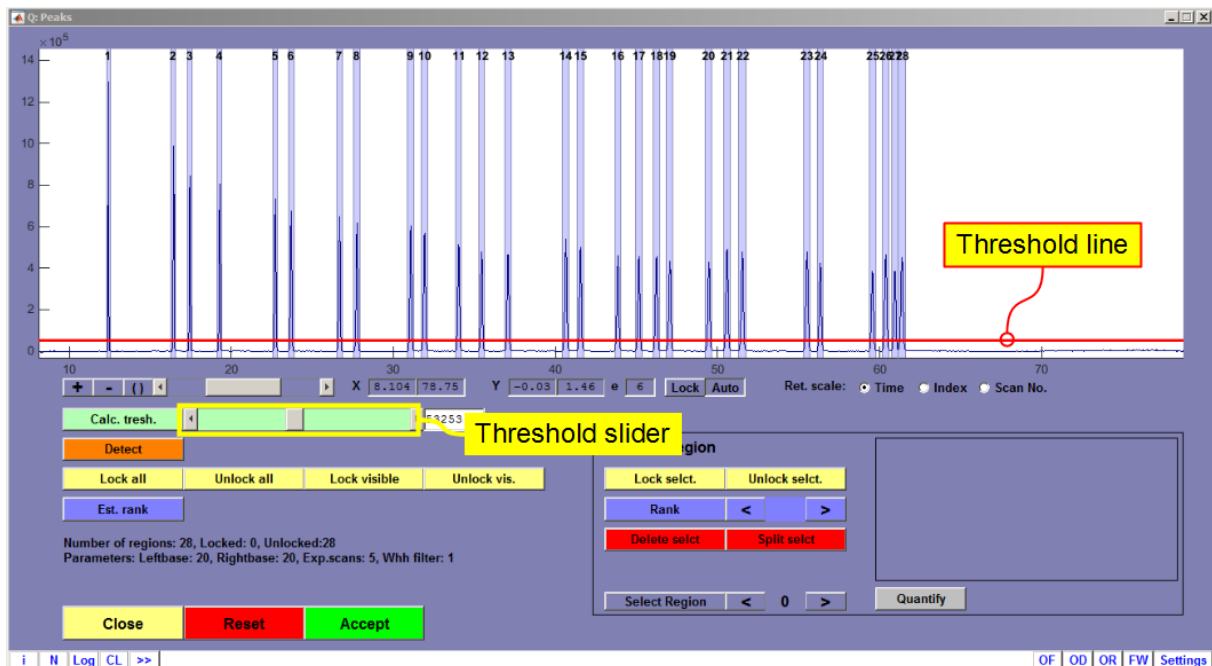 Q: Peaks
×10^5
14
12
10
8
6
4
2
0
1 2 3 4 5 6 7 8 9 10 11 12 13 14 15 16 17 18 19 20 21 22 23 24 25 26 27 28
Threshold line
10 20 30 40 50 60 70
+ - () X 8.104 78.75 Y -0.03 1.46 e 6 Lock Auto Ret. scale: Time Index Scan No.
Calc. tresh. 53253
Threshold slider
Detect egion
Lock all Unlock all Lock visible Unlock vis. Lock selct. Unlock selct.
Est. rank Rank < >
Delete selct Split selct
Number of regions: 28, Locked: 0, Unlocked:28
Parameters: Leftbase: 20, Rightbase: 20, Exp.scans: 5, Whh filter: 1
Select Region < 0 > Quantify
Close Reset Accept
i N Log CL >> OF OD OR FW Settings